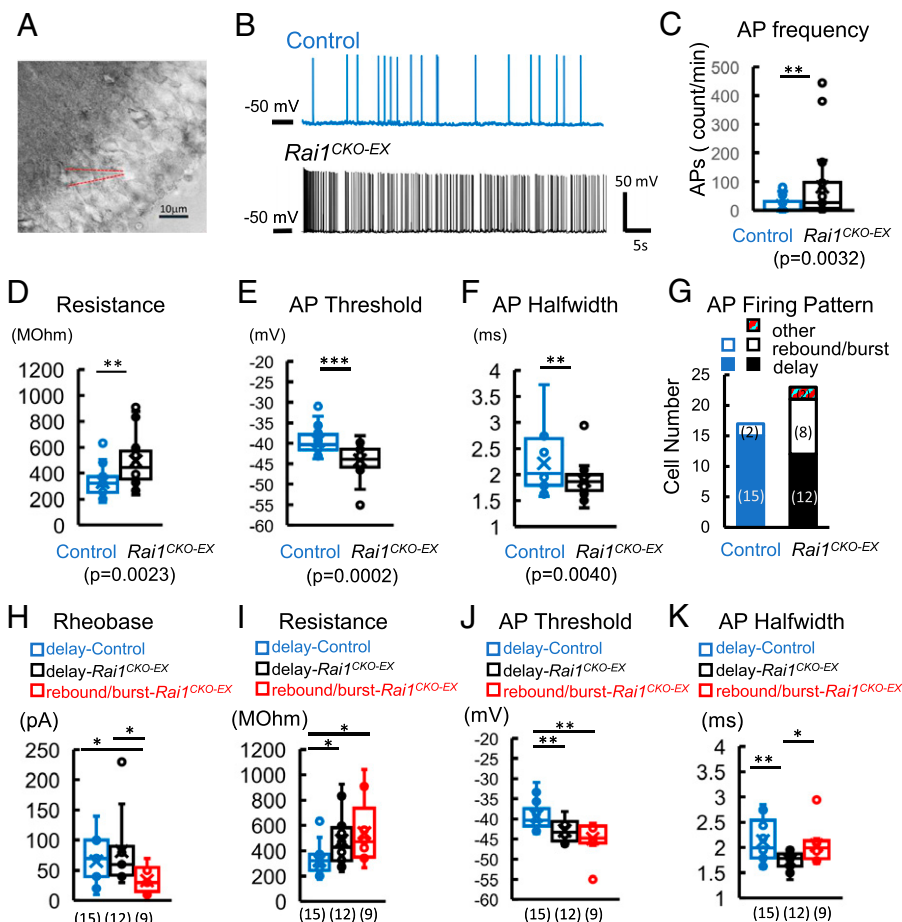 A
10μm
B
Control
-50 mV
Rai1CKO-EX
-50 mV
50 mV
5s
C
AP frequency
APs ( count/min)
500
400
300
200
100
0
**
Control Rai1CKO-EX
(p=0.0032)
D
Resistance
(MOhm)
1200
1000
800
600
400
200
0
**
Control Rai1CKO-EX
(p=0.0023)
E
AP Threshold
(mV)
-20
-25
-30
-35
-40
-45
-50
-55
-60
***
Control Rai1CKO-EX
(p=0.0002)
F
AP Halfwidth
(ms)
4
3.5
3
2.5
2
1.5
1
**
Control Rai1CKO-EX
(p=0.0040)
G
AP Firing Pattern
other
rebound/burst
delay
Cell Number
25
20
15
10
5
0
(2)
(15)
(2)
(8)
(12)
Control Rai1CKO-EX
H
Rheobase
delay-Control
delay-Rai1CKO-EX
rebound/burst-Rai1CKO-EX
(pA)
250
200
150
100
50
0
*
*
(15) (12) (9)
I
Resistance
delay-Control
delay-Rai1CKO-EX
rebound/burst-Rai1CKO-EX
(MOhm)
1200
1000
800
600
400
200
0
*
*
(15) (12) (9)
J
AP Threshold
delay-Control
delay-Rai1CKO-EX
rebound/burst-Rai1CKO-EX
(mV)
-20
-25
-30
-35
-40
-45
-50
-55
-60
**
**
(15) (12) (9)
K
AP Halfwidth
delay-Control
delay-Rai1CKO-EX
rebound/burst-Rai1CKO-EX
(ms)
4
3.5
3
2.5
2
1.5
1
*
**
(15) (12) (9)